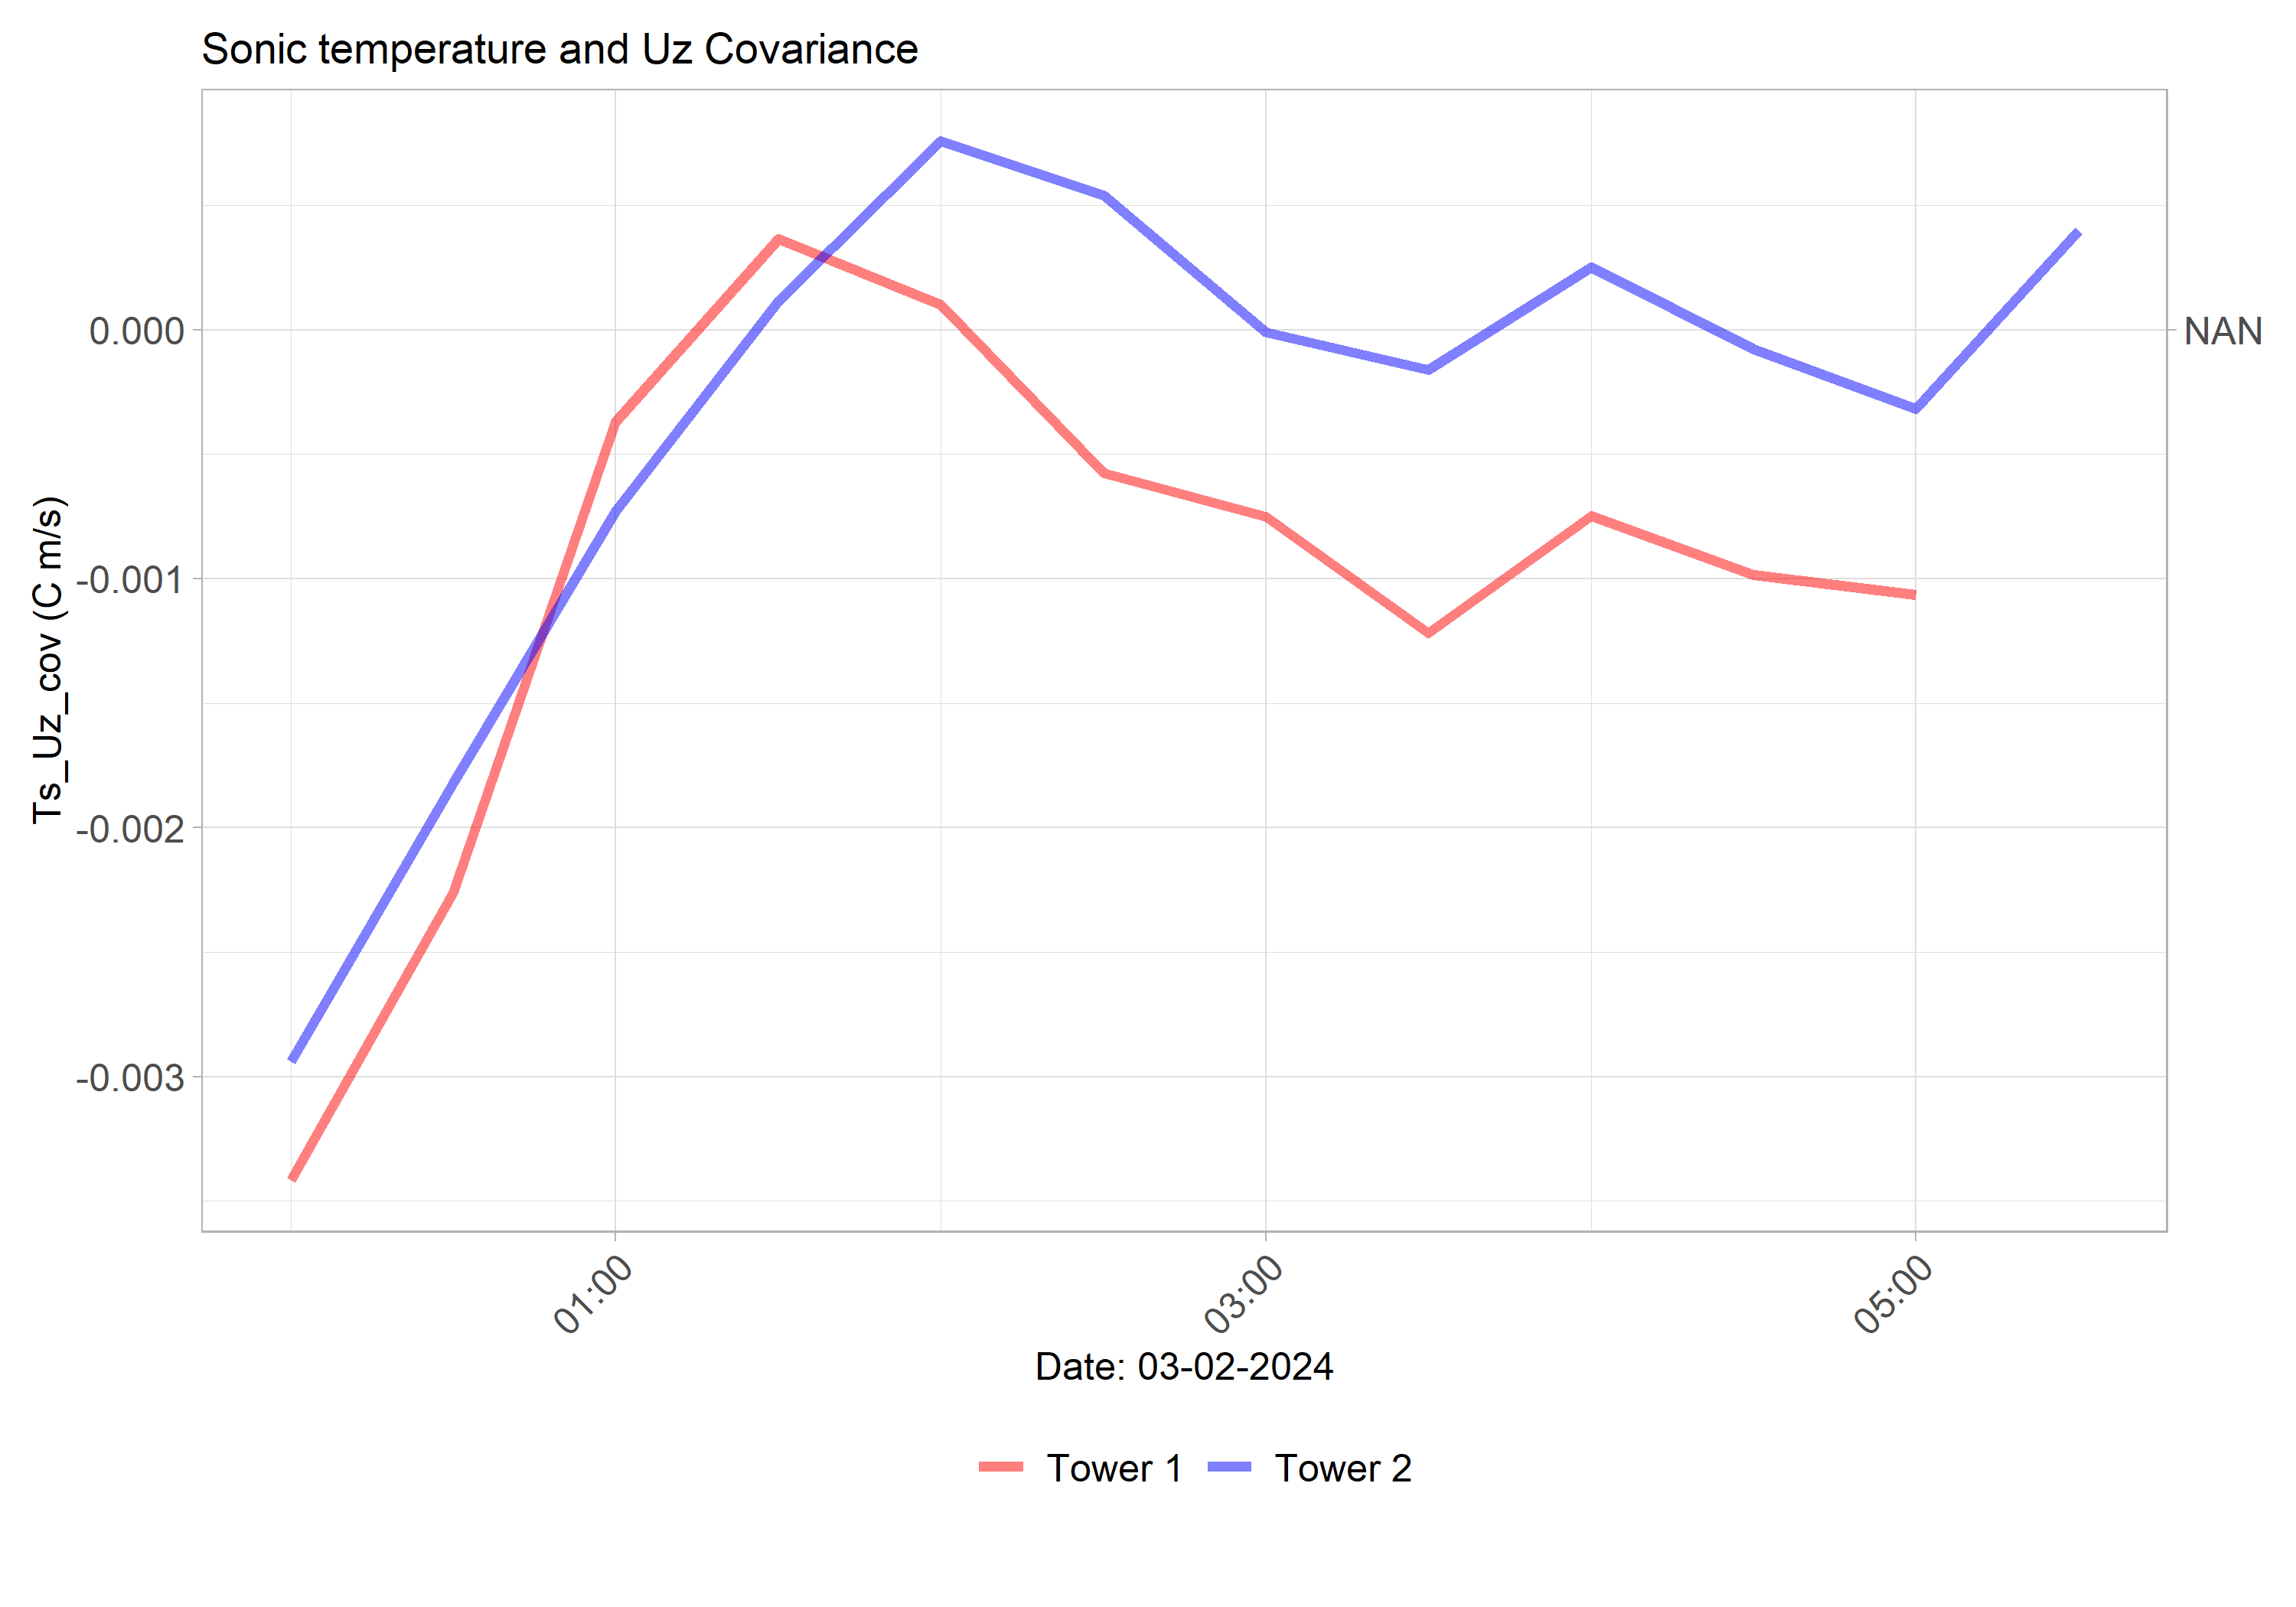 Sonic temperature and Uz Covariance
Ts_Uz_cov (C m/s)
0.000
-0.001
-0.002
-0.003
NAN
01:00
03:00
05:00
Date: 03-02-2024
Tower 1
Tower 2